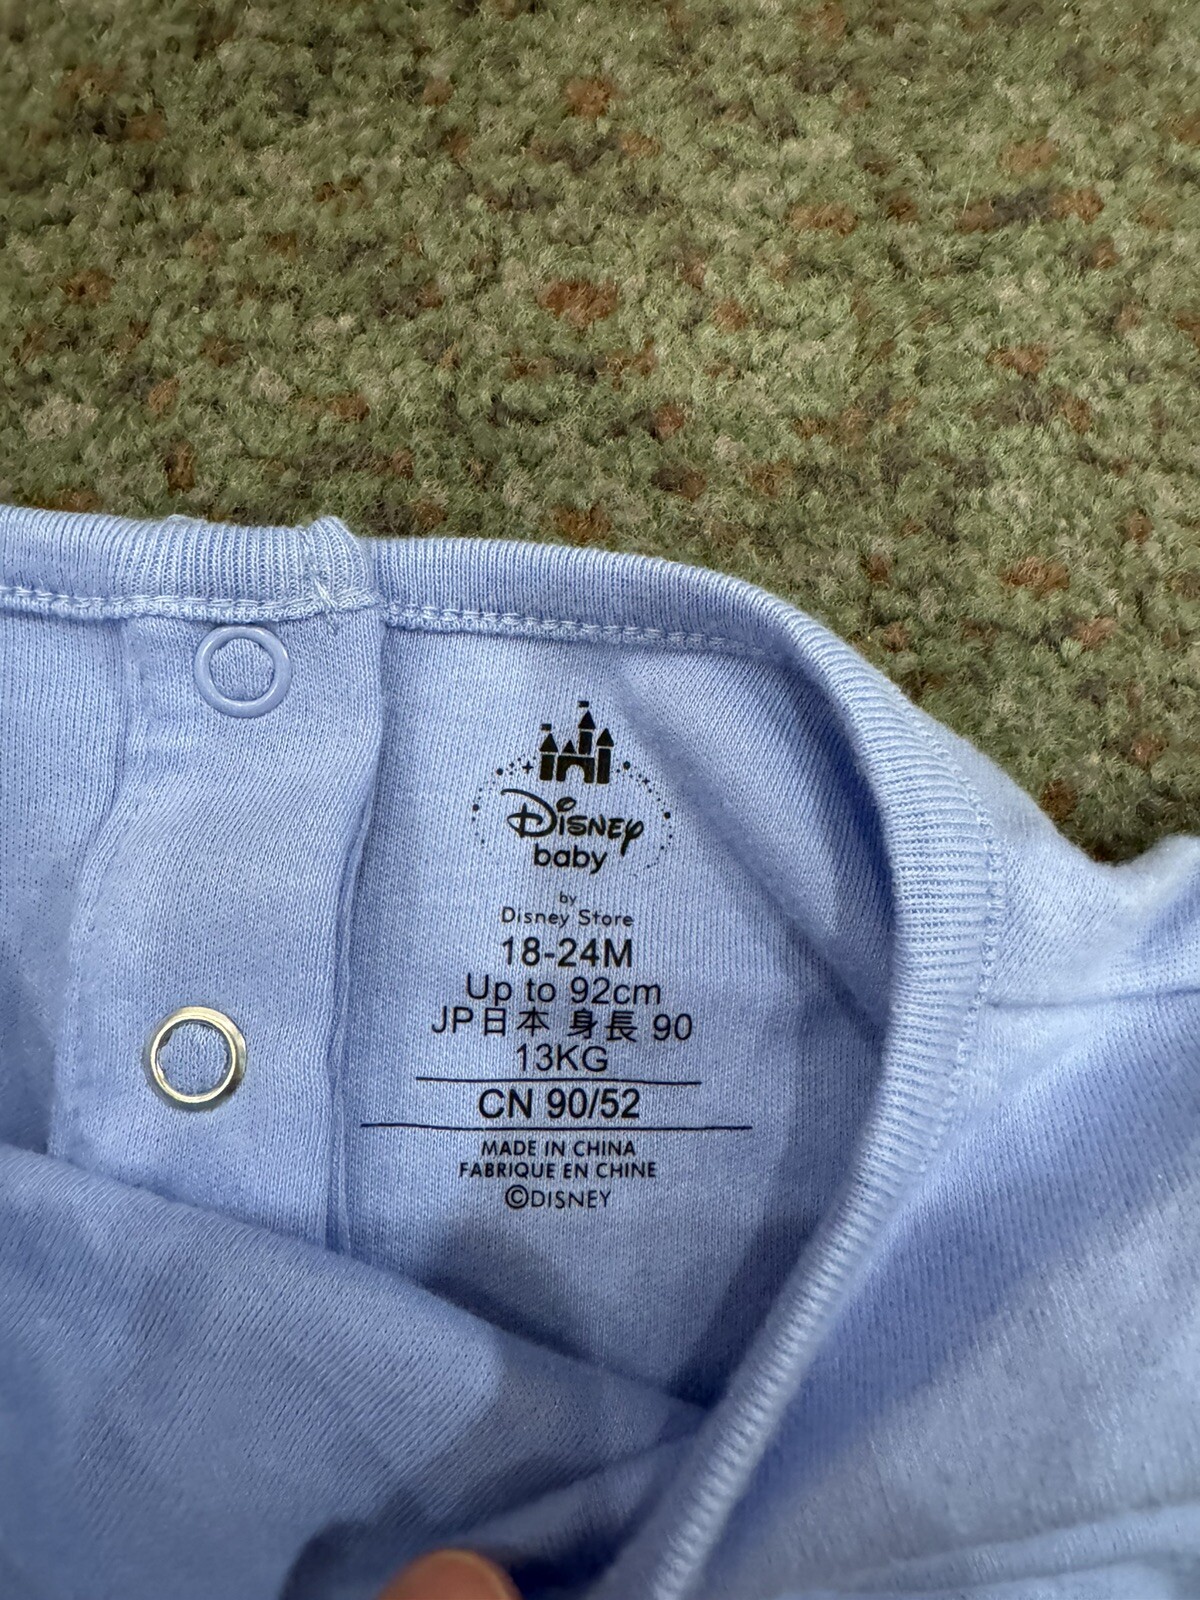 Disney
baby
by
Disney Store
18-24M
Up to 92cm
JP日本 身長 90
13KG
CN 90/52
MADE IN CHINA
FABRIQUE EN CHINE
©DISNEY